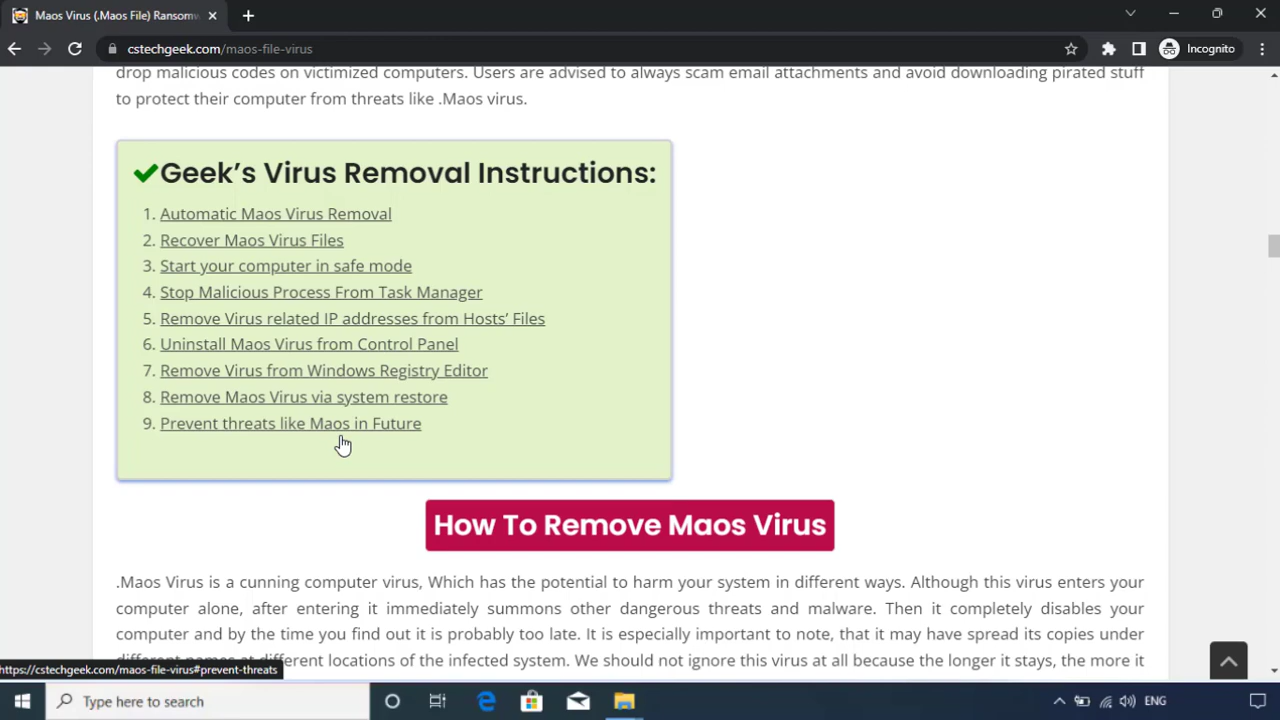 Maos Virus (.Maos File) Ransomw
cstechgeek.com/maos-file-virus
Incognito
drop malicious codes on victimized computers. Users are advised to always scam email attachments and avoid downloading pirated stuff
to protect their computer from threats like .Maos virus.
Geek's Virus Removal Instructions:
1. Automatic Maos Virus Removal
2. Recover Maos Virus Files
3. Start your computer in safe mode
4. Stop Malicious Process From Task Manager
5. Remove Virus related IP addresses from Hosts' Files
6. Uninstall Maos Virus from Control Panel
7. Remove Virus from Windows Registry Editor
8. Remove Maos Virus via system restore
9. Prevent threats like Maos in Future
How To Remove Maos Virus
.Maos Virus is a cunning computer virus, Which has the potential to harm your system in different ways. Although this virus enters your
computer alone, after entering it immediately summons other dangerous threats and malware. Then it completely disables your
computer and by the time you find out it is probably too late. It is especially important to note, that it may have spread its copies under
different names at different locations of the infected system. We should not ignore this virus at all because the longer it stays, the more it
https://cstechgeek.com/maos-file-virus#prevent-threats
Type here to search
ENG